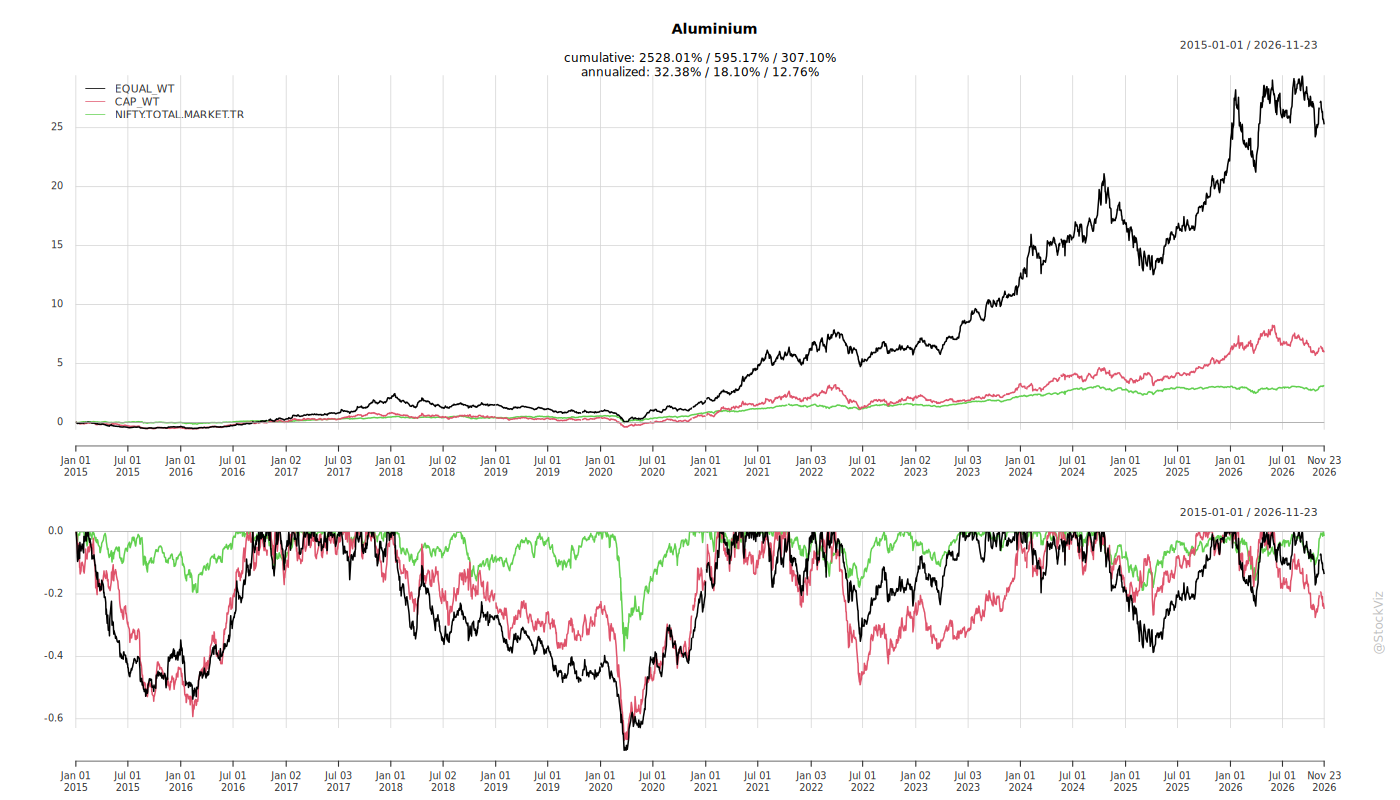 Aluminium
2015-01-01 / 2026-11-23
cumulative: 2528.01% / 595.17% / 307.10%
annualized: 32.38% / 18.10% / 12.76%
EQUAL_WT
CAP_WT
NIFTY.TOTAL.MARKET.TR
25
20
15
10
5
0
Jan 01 Jul 01 Jan 01 Jul 01 Jan 02 Jul 03 Jan 01 Jul 02 Jan 01 Jul 01 Jan 01 Jul 01 Jan 01 Jul 01 Jan 03 Jul 01 Jan 02 Jul 03 Jan 01 Jul 01 Jan 01 Jul 01 Jan 01 Jul 01 Nov 23
2015 2015 2016 2016 2017 2017 2018 2018 2019 2019 2020 2020 2021 2021 2022 2022 2023 2023 2024 2024 2025 2025 2026 2026 2026
2015-01-01 / 2026-11-23
0.0
-0.2
-0.4
-0.6
Jan 01 Jul 01 Jan 01 Jul 01 Jan 02 Jul 03 Jan 01 Jul 02 Jan 01 Jul 01 Jan 01 Jul 01 Jan 01 Jul 01 Jan 03 Jul 01 Jan 02 Jul 03 Jan 01 Jul 01 Jan 01 Jul 01 Jan 01 Jul 01 Nov 23
2015 2015 2016 2016 2017 2017 2018 2018 2019 2019 2020 2020 2021 2021 2022 2022 2023 2023 2024 2024 2025 2025 2026 2026 2026
@StockViz